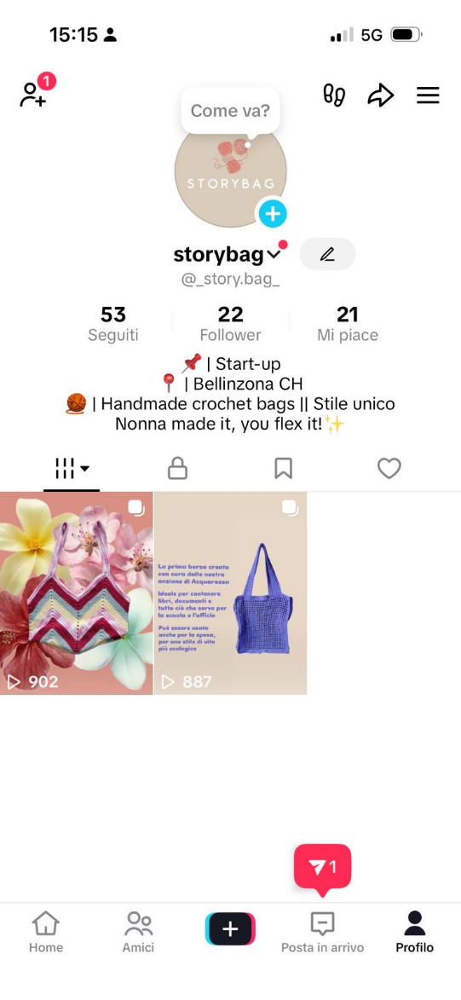 15:15
5G
1
Come va?
STORYBAG
storybag
@_story.bag_
53
Seguiti
22
Follower
21
Mi piace
📌 | Start-up
📍 | Bellinzona CH
🧶 | Handmade crochet bags || Stile unico
Nonna made it, you flex it!✨
La prima borsa creata
con cura dalle nostre
anziane di Acquarossa
Ideale per contenere
libri, documenti e
tutto ciò che serve per
la scuola o l'ufficio
Può essere usata
anche per la spesa,
per uno stile di vita
più ecologico
902
887
1
Home
Amici
Posta in arrivo
Profilo